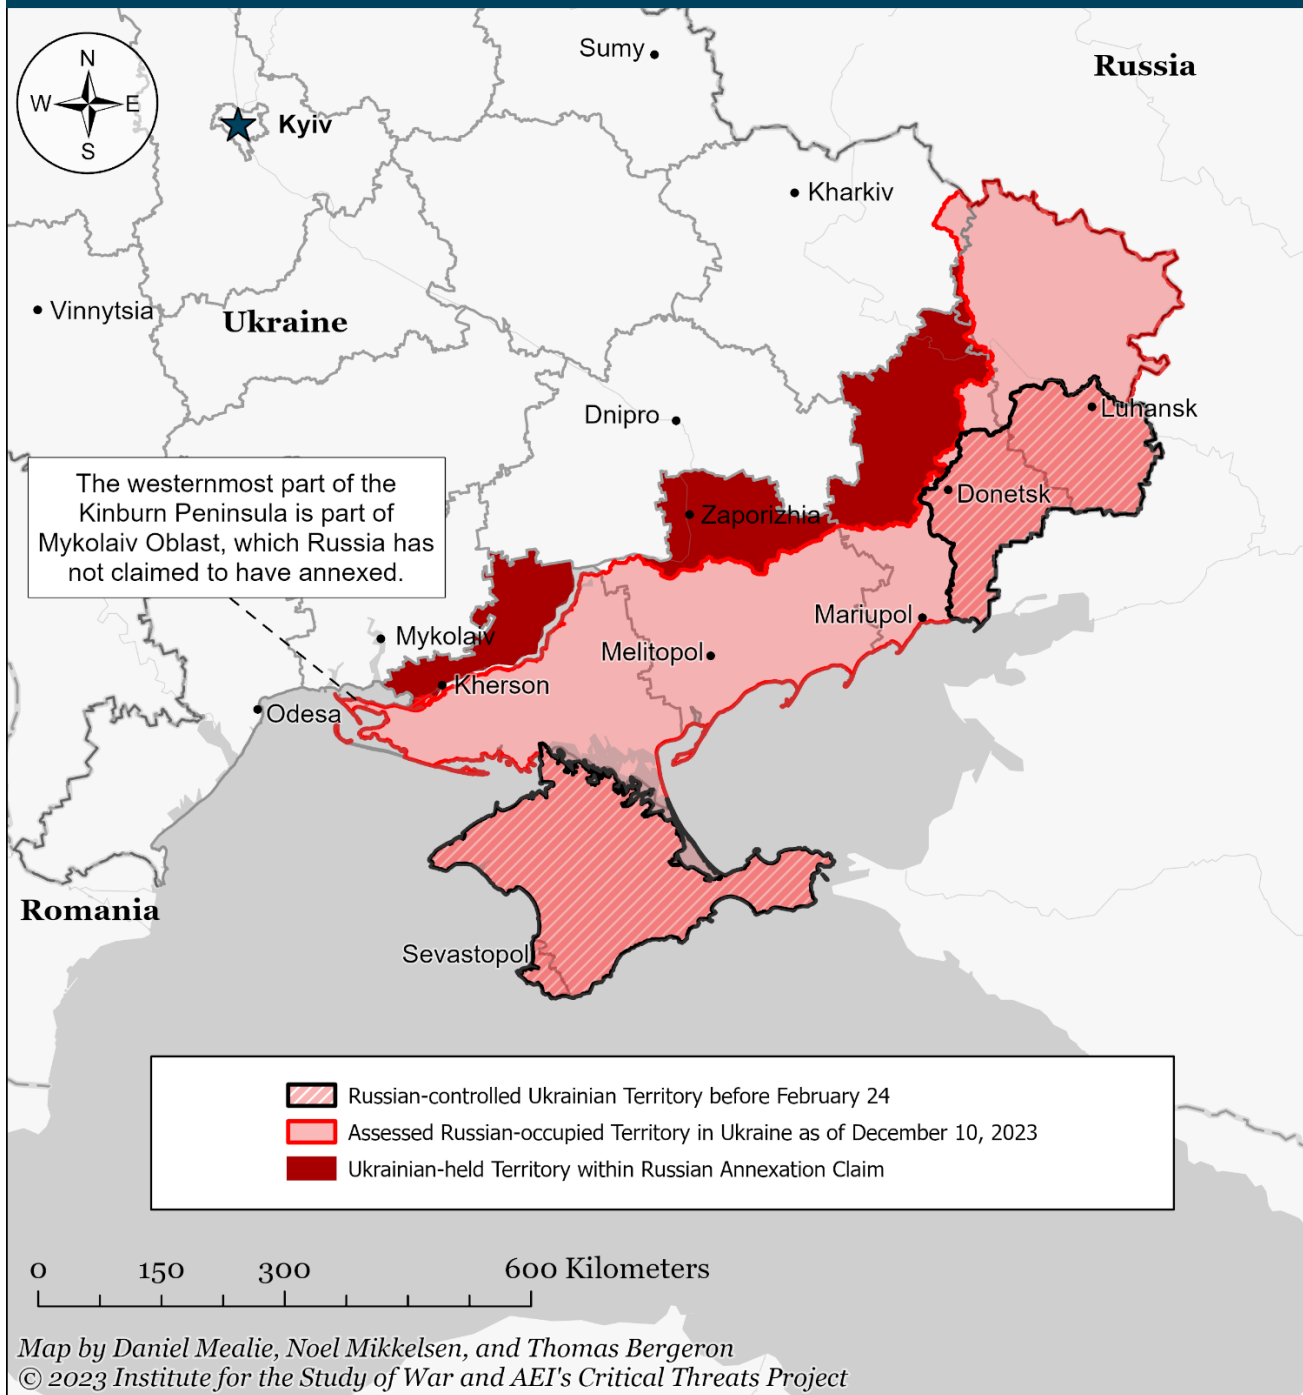 N
W E
S
Sumy
Russia
Kyiv
Kharkiv
Vinnytsia
Ukraine
Dnipro
Luhansk
The westernmost part of the
Kinburn Peninsula is part of
Mykolaiv Oblast, which Russia has
not claimed to have annexed.
Donetsk
Zaporizhia
Mariupol
Mykolaiv
Melitopol
Kherson
Odesa
Romania
Sevastopol
Russian-controlled Ukrainian Territory before February 24
Assessed Russian-occupied Territory in Ukraine as of December 10, 2023
Ukrainian-held Territory within Russian Annexation Claim
0 150 300 600 Kilometers
Map by Daniel Mealie, Noel Mikkelsen, and Thomas Bergeron
© 2023 Institute for the Study of War and AEI's Critical Threats Project